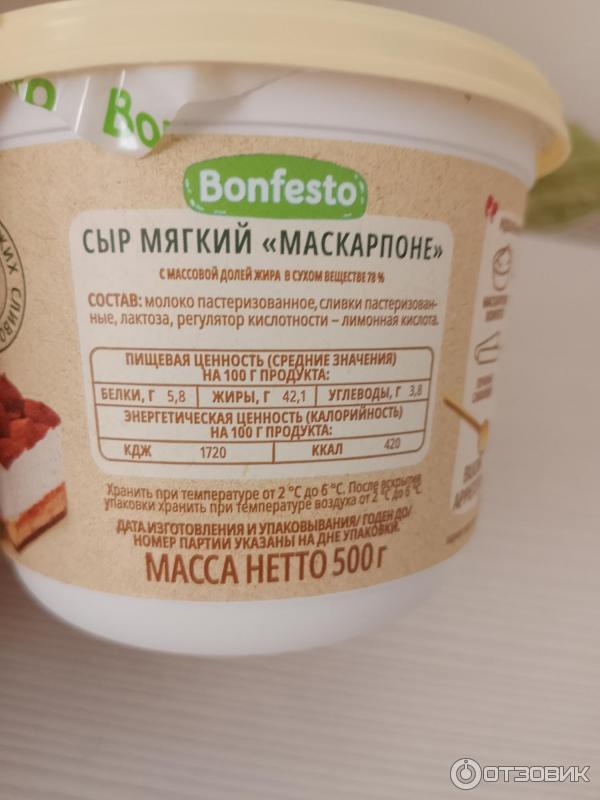 Bonfesto
СЫР МЯГКИЙ «МАСКАРПОНЕ»
С МАССОВОЙ ДОЛЕЙ ЖИРА В СУХОМ ВЕЩЕСТВЕ 78 %
СОСТАВ: молоко пастеризованное, сливки пастеризован-
ные, лактоза, регулятор кислотности – лимонная кислота.
ПИЩЕВАЯ ЦЕННОСТЬ (СРЕДНИЕ ЗНАЧЕНИЯ)
НА 100 Г ПРОДУКТА:
БЕЛКИ, Г 5,8 ЖИРЫ, Г 42,1 УГЛЕВОДЫ, Г 3,8
ЭНЕРГЕТИЧЕСКАЯ ЦЕННОСТЬ (КАЛОРИЙНОСТЬ)
НА 100 Г ПРОДУКТА:
КДЖ 1720 ККАЛ 420
Хранить при температуре от 2 °С до 6 °С. После вскрытия
упаковки хранить при температуре воздуха от 2 °С до 6 °С.
ДАТА ИЗГОТОВЛЕНИЯ И УПАКОВЫВАНИЯ/ ГОДЕН ДО/
НОМЕР ПАРТИИ УКАЗАНЫ НА ДНЕ УПАКОВКИ.
МАССА НЕТТО 500 г
ОТЗОВИК